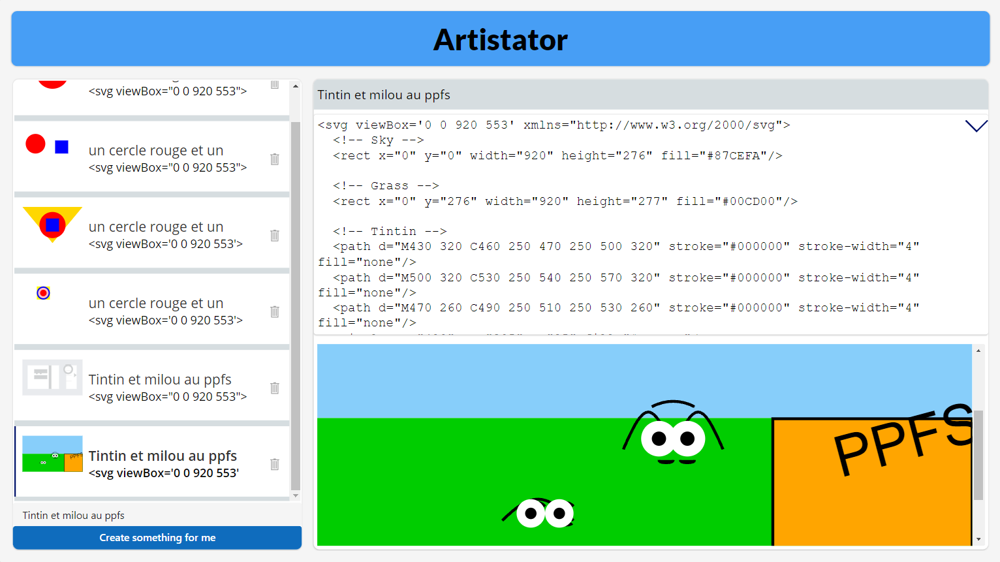 Artistator
<svg viewBox="0 0 920 553">
un cercle rouge et un
<svg viewBox="0 0 920 553">
un cercle rouge et un
<svg viewBox='0 0 920 553'>
un cercle rouge et un
<svg viewBox='0 0 920 553'>
Tintin et milou au ppfs
<svg viewBox="0 0 920 553">
Tintin et milou au ppfs
<svg viewBox='0 0 920 553'
Tintin et milou au ppfs
Create something for me
Tintin et milou au ppfs
<svg viewBox='0 0 920 553' xmlns="http://www.w3.org/2000/svg">
<!-- Sky -->
<rect x="0" y="0" width="920" height="276" fill="#87CEFA"/>
<!-- Grass -->
<rect x="0" y="276" width="920" height="277" fill="#00CD00"/>
<!-- Tintin -->
<path d="M430 320 C460 250 470 250 500 320" stroke="#000000" stroke-width="4"
fill="none"/>
<path d="M500 320 C530 250 540 250 570 320" stroke="#000000" stroke-width="4"
fill="none"/>
<path d="M470 260 C490 250 510 250 530 260" stroke="#000000" stroke-width="4"
fill="none"/>
PPFS